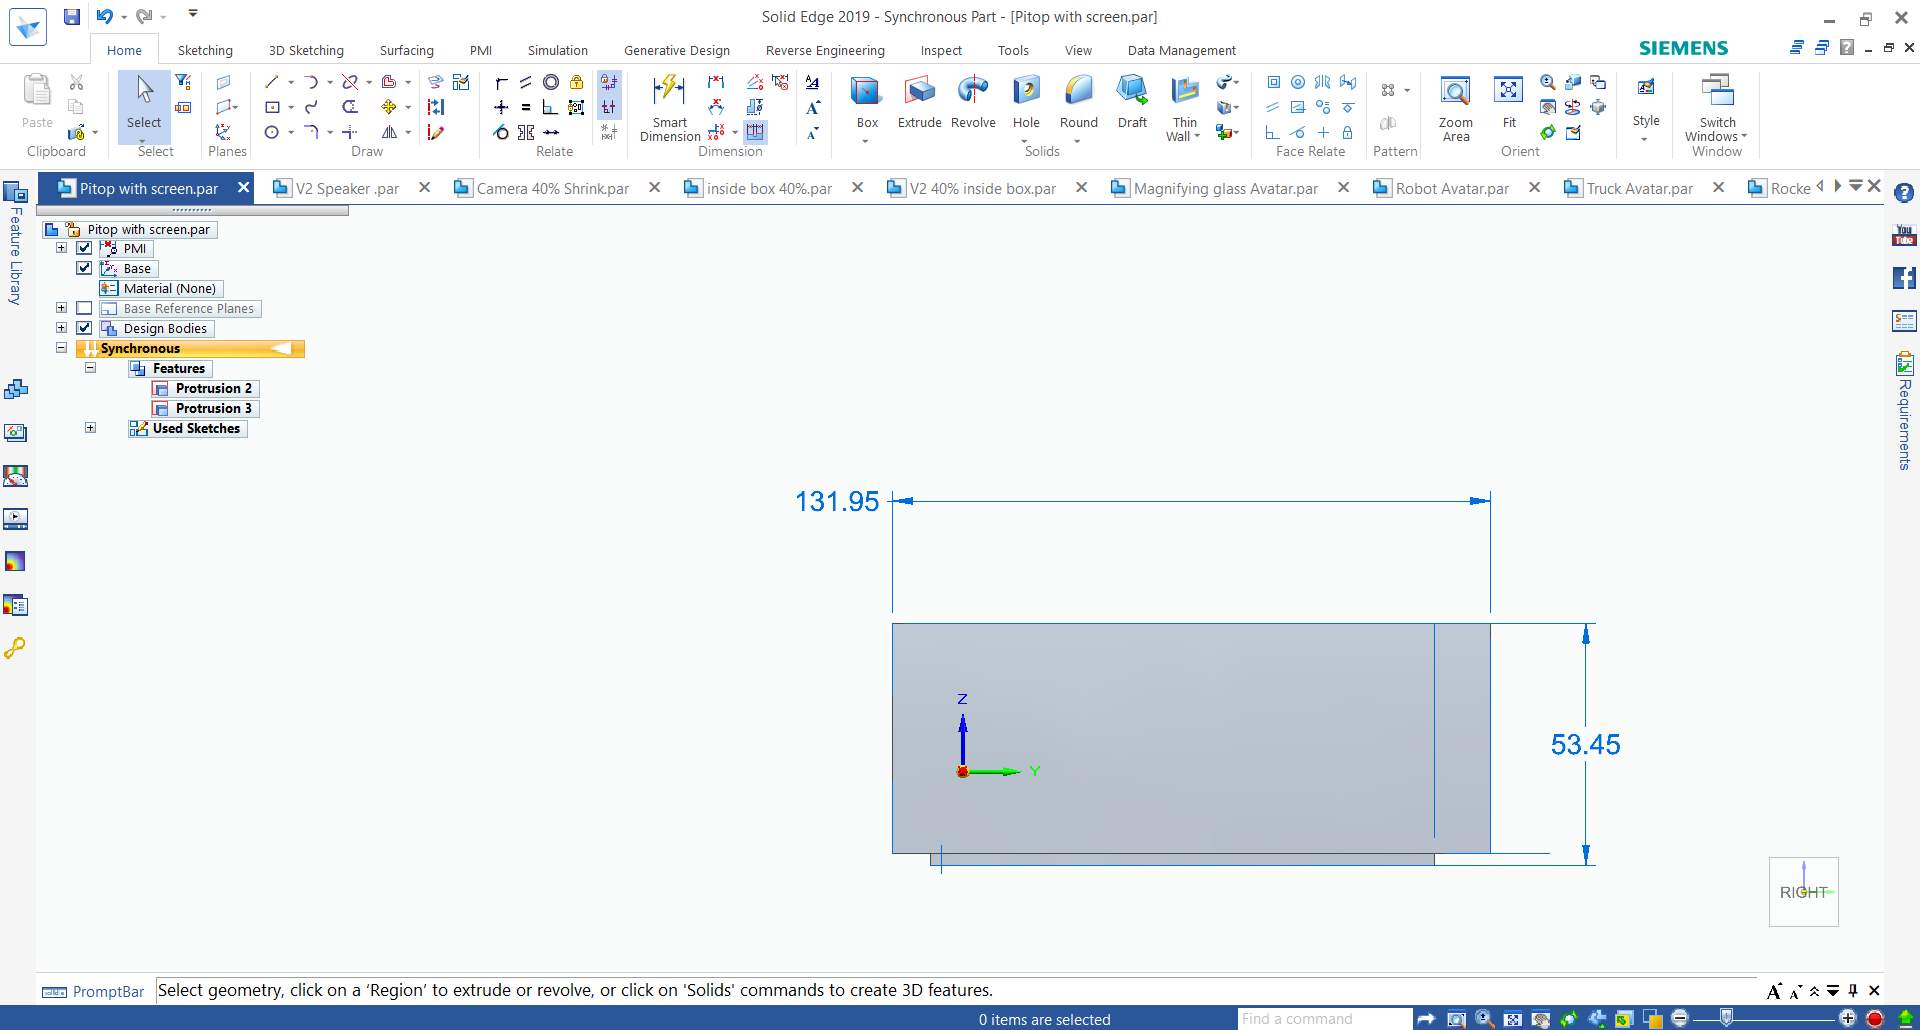 Solid Edge 2019 - Synchronous Part - [Pitop with screen.par]
Home Sketching 3D Sketching Surfacing PMI Simulation Generative Design Reverse Engineering Inspect Tools View Data Management SIEMENS
Paste Select Smart Dimension Box Extrude Revolve Hole Round Draft Thin Wall Zoom Area Fit Style Switch Windows
Clipboard Select Planes Draw Relate Dimension Solids Face Relate Pattern Orient Window
Pitop with screen.par V2 Speaker .par Camera 40% Shrink.par inside box 40%.par V2 40% inside box.par Magnifying glass Avatar.par Robot Avatar.par Truck Avatar.par Rocke
Feature Library
Pitop with screen.par
PMI
Base
Material (None)
Base Reference Planes
Design Bodies
Synchronous
Features
Protrusion 2
Protrusion 3
Used Sketches
You
Tube
Requirements
131.95
53.45
Z
Y
RIGHT
PromptBar Select geometry, click on a ‘Region’ to extrude or revolve, or click on 'Solids' commands to create 3D features.
0 items are selected Find a command